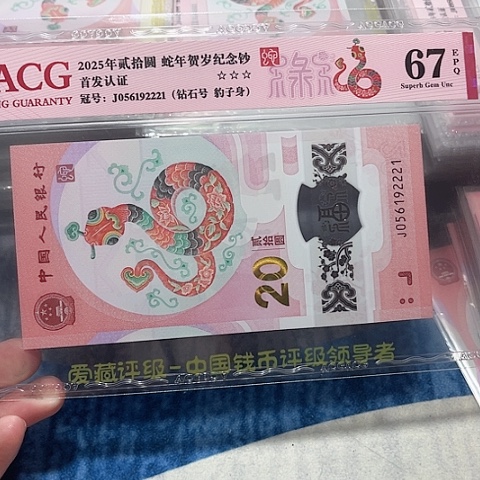 ACG
NG GUARANTY
2025年贰拾圆 蛇年贺岁纪念钞
首发认证
☆☆☆
冠号：J056192221（钻石号 豹子身）
67
EPQ
Superb Gem Unc
中国人民银行
贰拾圆
20
J056192221
爱藏评级-中国钱币评级领导者